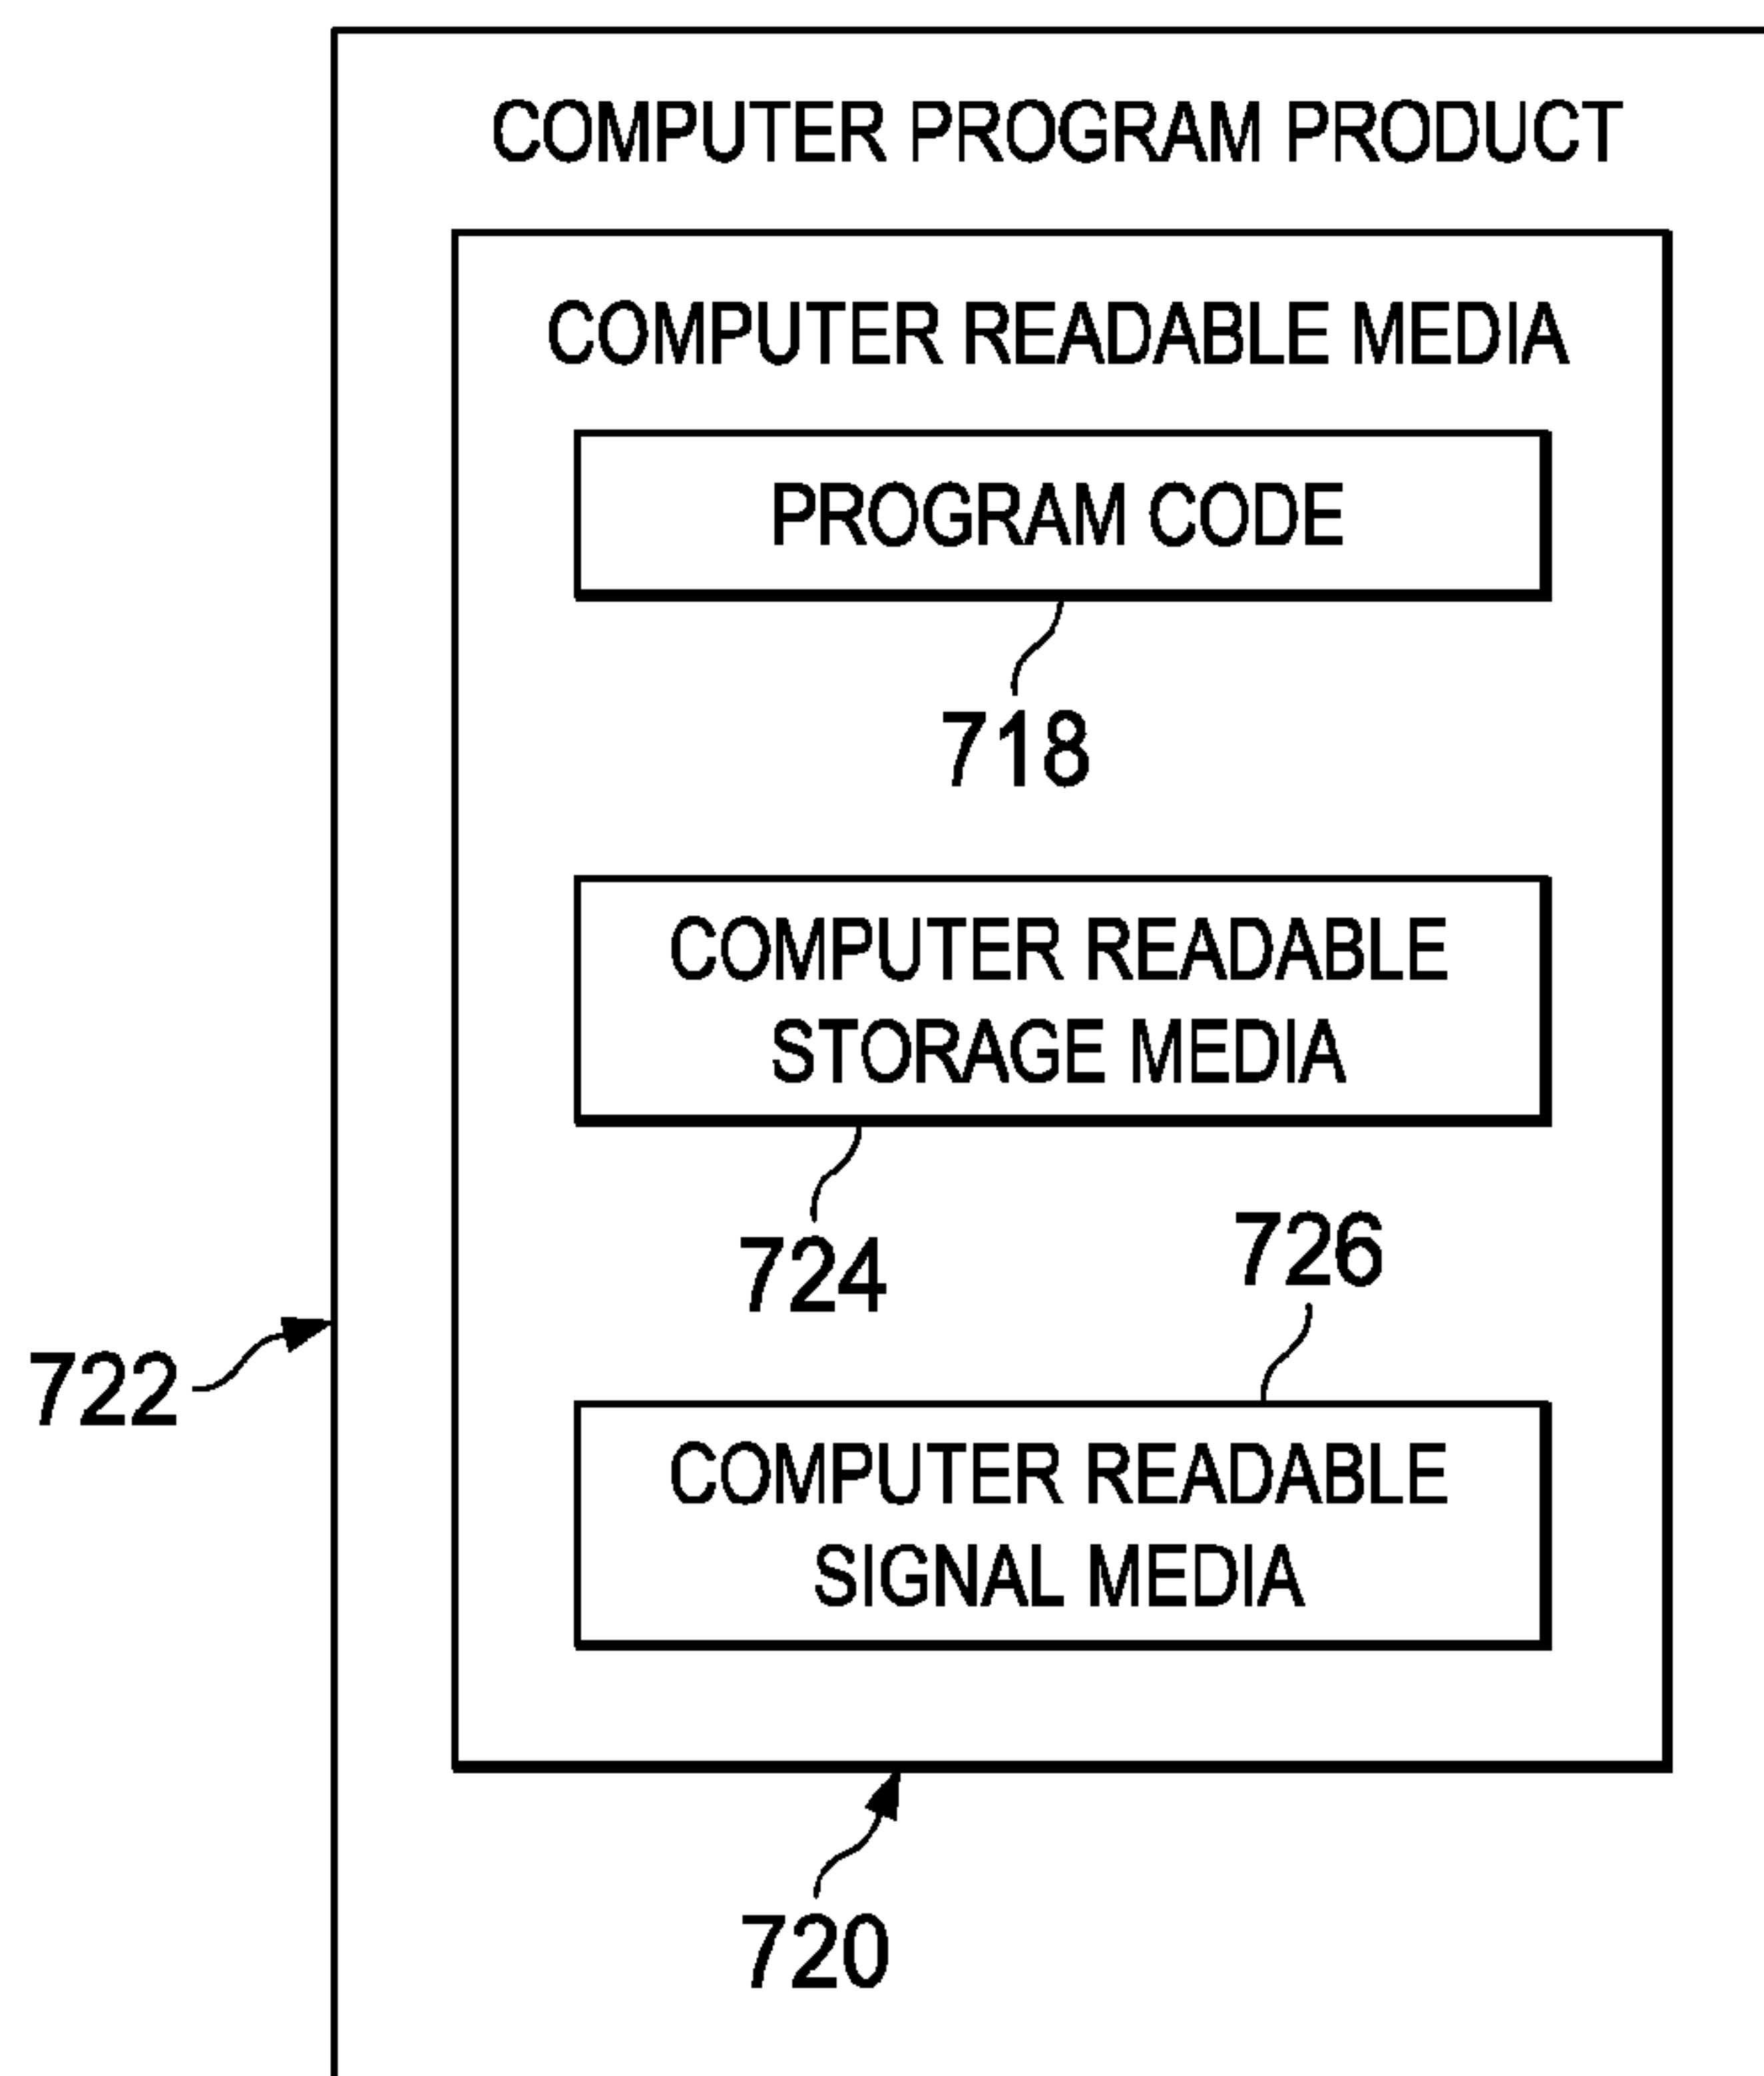 COMPUTER PROGRAM PRODUCT
COMPUTER READABLE MEDIA
PROGRAM CODE
718
COMPUTER READABLE
STORAGE MEDIA
724
726
722
COMPUTER READABLE
SIGNAL MEDIA
720